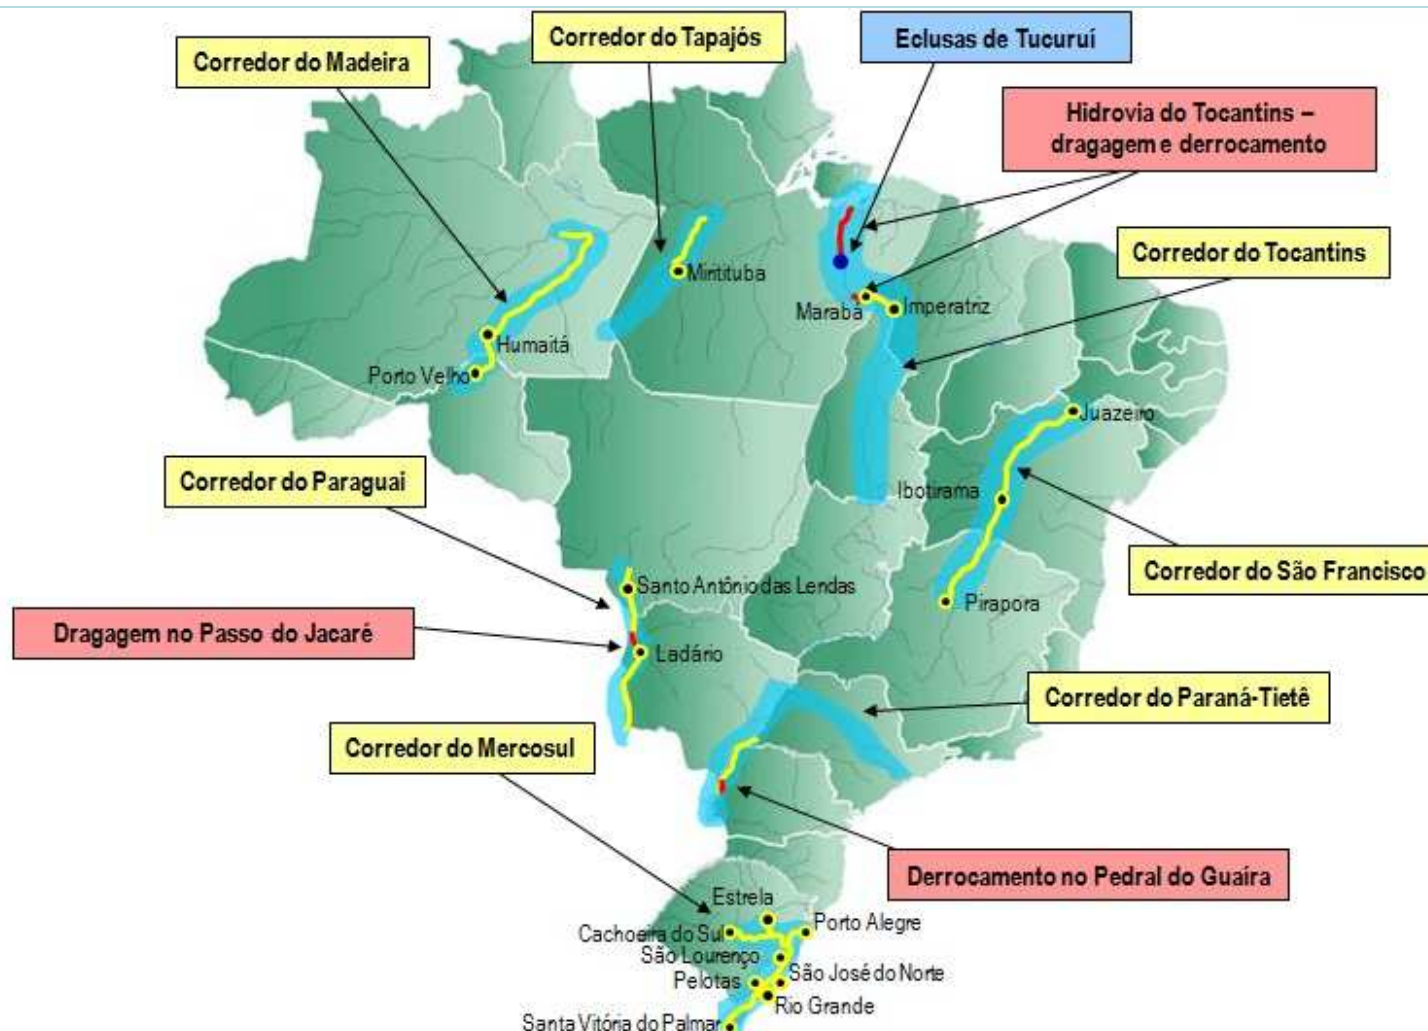 Corredor do Madeira
Corredor do Tapajós
Eclusas de Tucuruí
Hidrovia do Tocantins –
dragagem e derrocamento
Corredor do Tocantins
Miritituba
Marabá
Imperatriz
Humaitá
Porto Velho
Juazeiro
Corredor do Paraguai
Ibotirama
Corredor do São Francisco
Santo Antônio das Lendas
Pirapora
Dragagem no Passo do Jacaré
Ladário
Corredor do Paraná-Tietê
Corredor do Mercosul
Derrocamento no Pedral do Guaíra
Estrela
Porto Alegre
Cachoeira do Sul
São Lourenço
São José do Norte
Pelotas
Rio Grande
Santa Vitória do Palmar